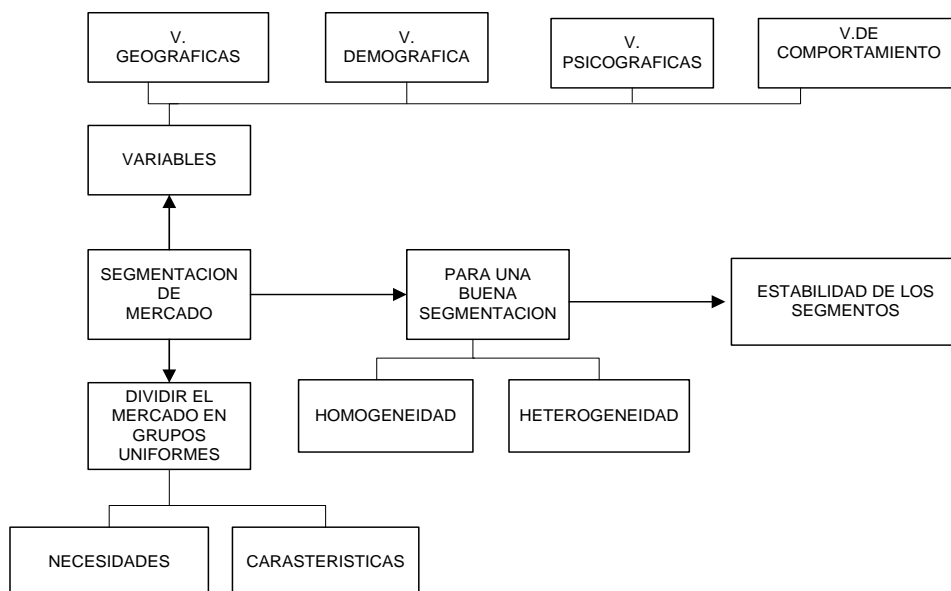 V.
GEOGRAFICAS
V.
DEMOGRAFICA
V.
PSICOGRAFICAS
V.DE
COMPORTAMIENTO
VARIABLES
SEGMENTACION
DE
MERCADO
PARA UNA
BUENA
SEGMENTACION
ESTABILIDAD DE LOS
SEGMENTOS
DIVIDIR EL
MERCADO EN
GRUPOS
UNIFORMES
HOMOGENEIDAD
HETEROGENEIDAD
NECESIDADES
CARASTERISTICAS